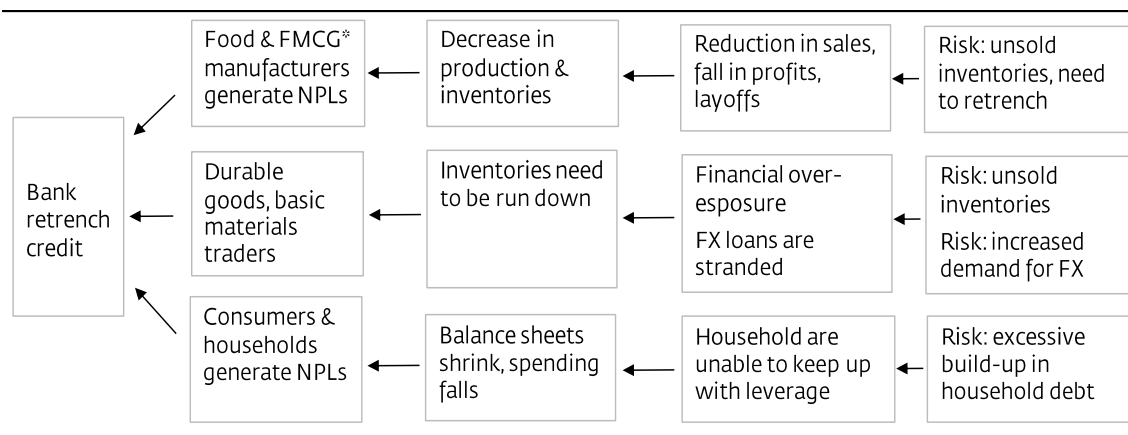 Food & FMCG*
manufacturers
generate NPLs
Decrease in
production &
inventories
Reduction in sales,
fall in profits,
layoffs
Risk: unsold
inventories, need
to retrench
Bank
retrench
credit
Durable
goods, basic
materials
traders
Inventories need
to be run down
Financial over-
exposure
FX loans are
stranded
Risk: unsold
inventories
Risk: increased
demand for FX
Consumers &
households
generate NPLs
Balance sheets
shrink, spending
falls
Household are
unable to keep up
with leverage
Risk: excessive
build-up in
household debt